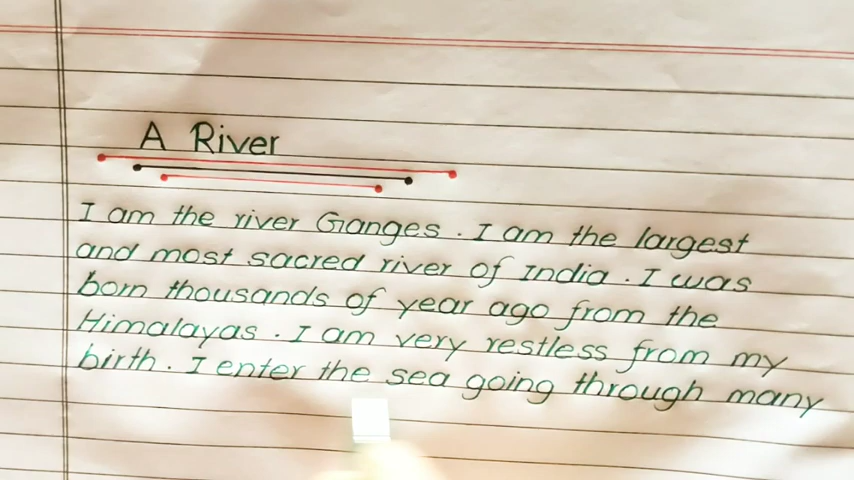 A River
I am the river Ganges. I am the largest
and most sacred river of India. I was
born thousands of year ago from the
Himalayas. I am very restless from my
birth. I enter the sea going through many